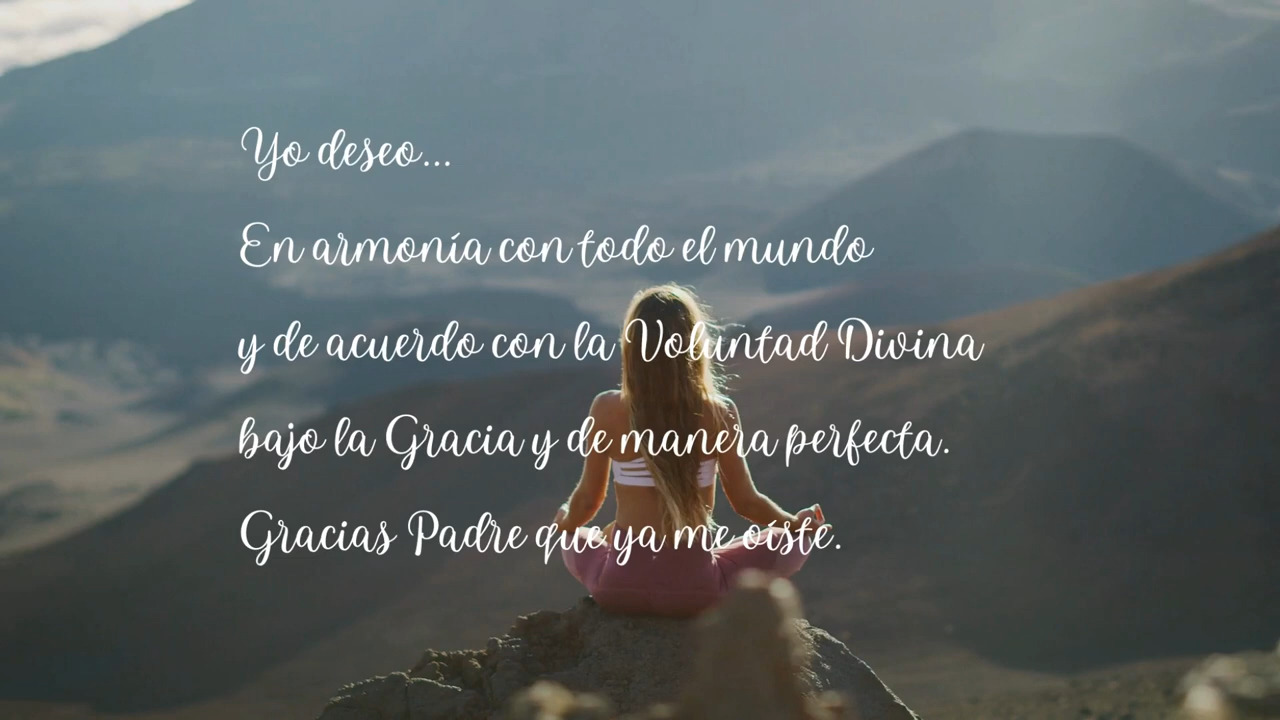 Yo deseo...
En armonía con todo el mundo
y de acuerdo con la Voluntad Divina
bajo la Gracia y de manera perfecta.
Gracias Padre que ya me oíste.